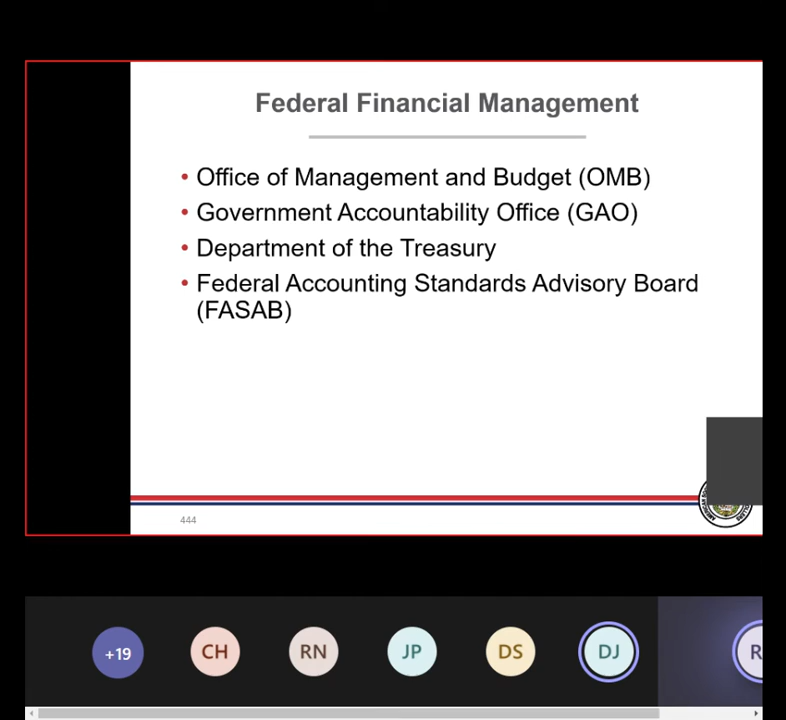 Federal Financial Management
• Office of Management and Budget (OMB)
• Government Accountability Office (GAO)
• Department of the Treasury
• Federal Accounting Standards Advisory Board
(FASAB)
444
+19
CH
RN
JP
DS
DJ
R